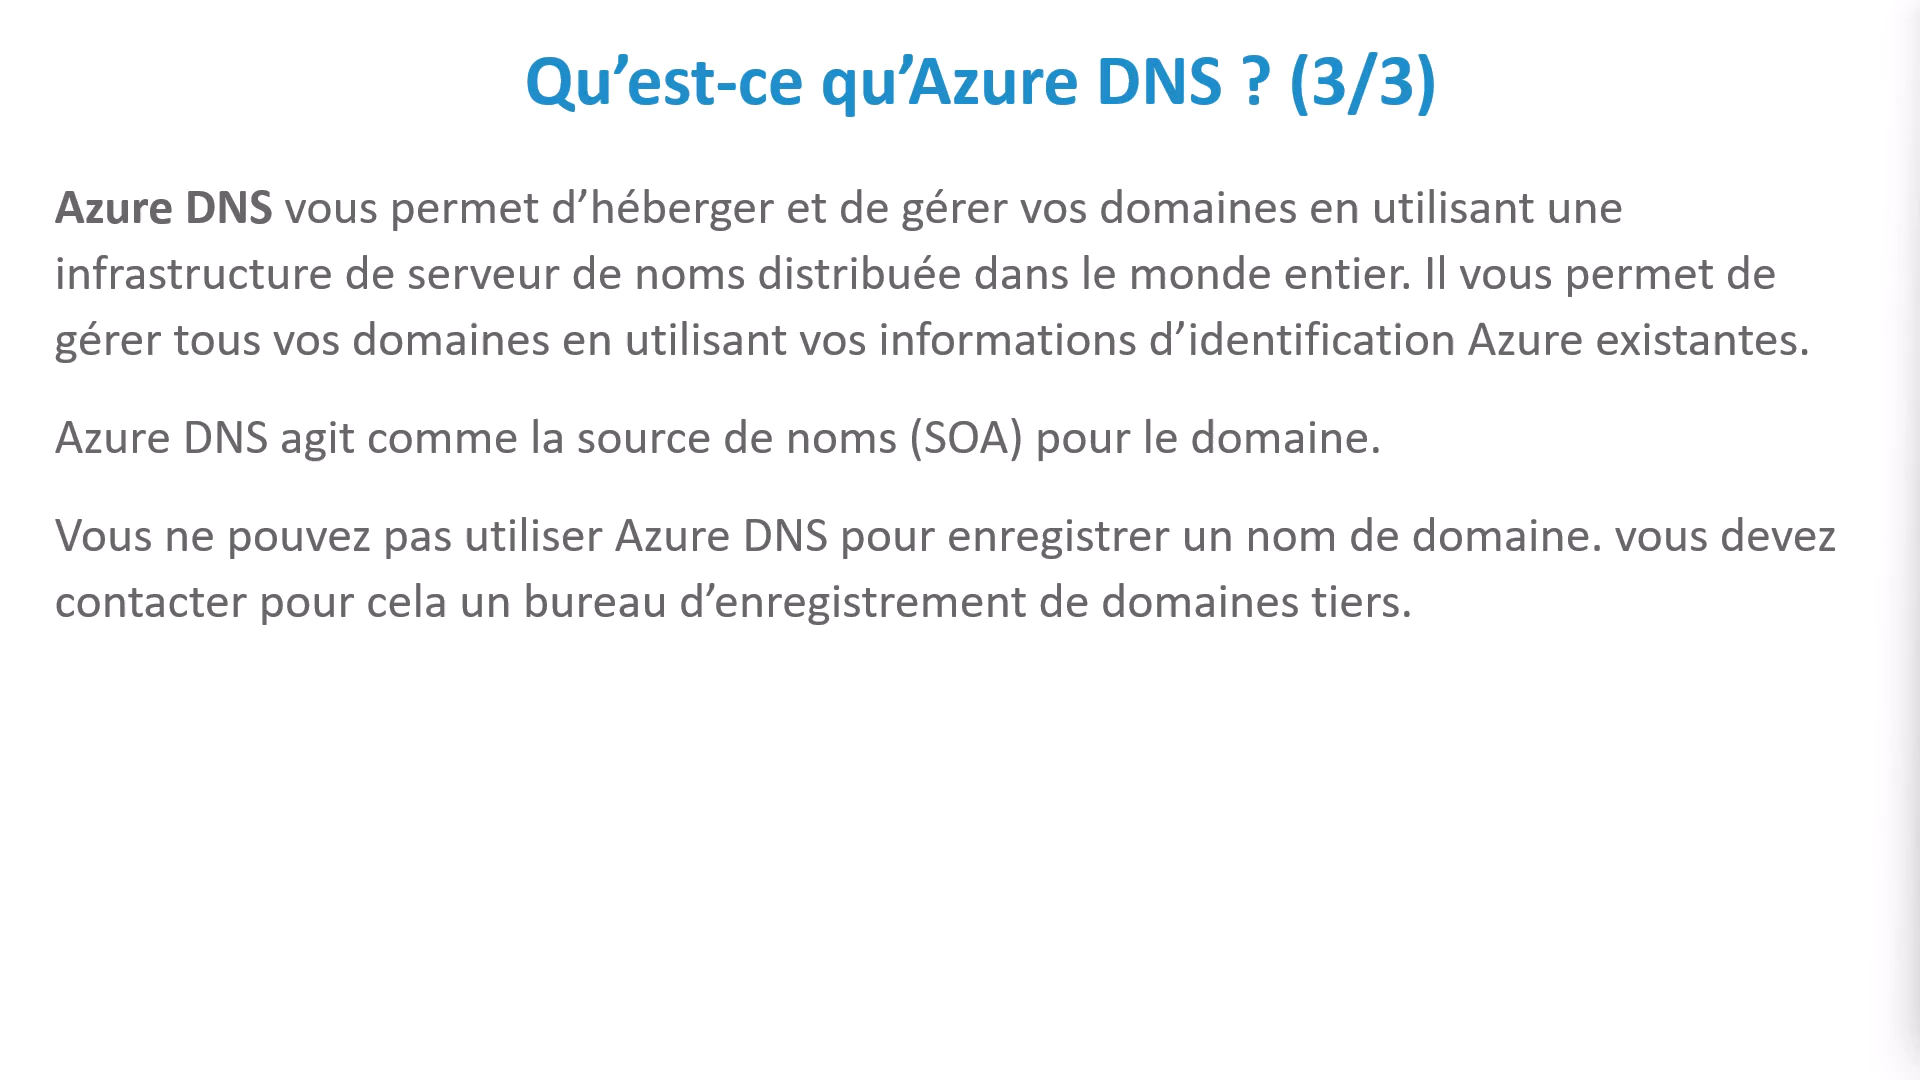 Qu’est-ce qu’Azure DNS ? (3/3)
Azure DNS vous permet d’héberger et de gérer vos domaines en utilisant une
infrastructure de serveur de noms distribuée dans le monde entier. Il vous permet de
gérer tous vos domaines en utilisant vos informations d’identification Azure existantes.
Azure DNS agit comme la source de noms (SOA) pour le domaine.
Vous ne pouvez pas utiliser Azure DNS pour enregistrer un nom de domaine. vous devez
contacter pour cela un bureau d’enregistrement de domaines tiers.